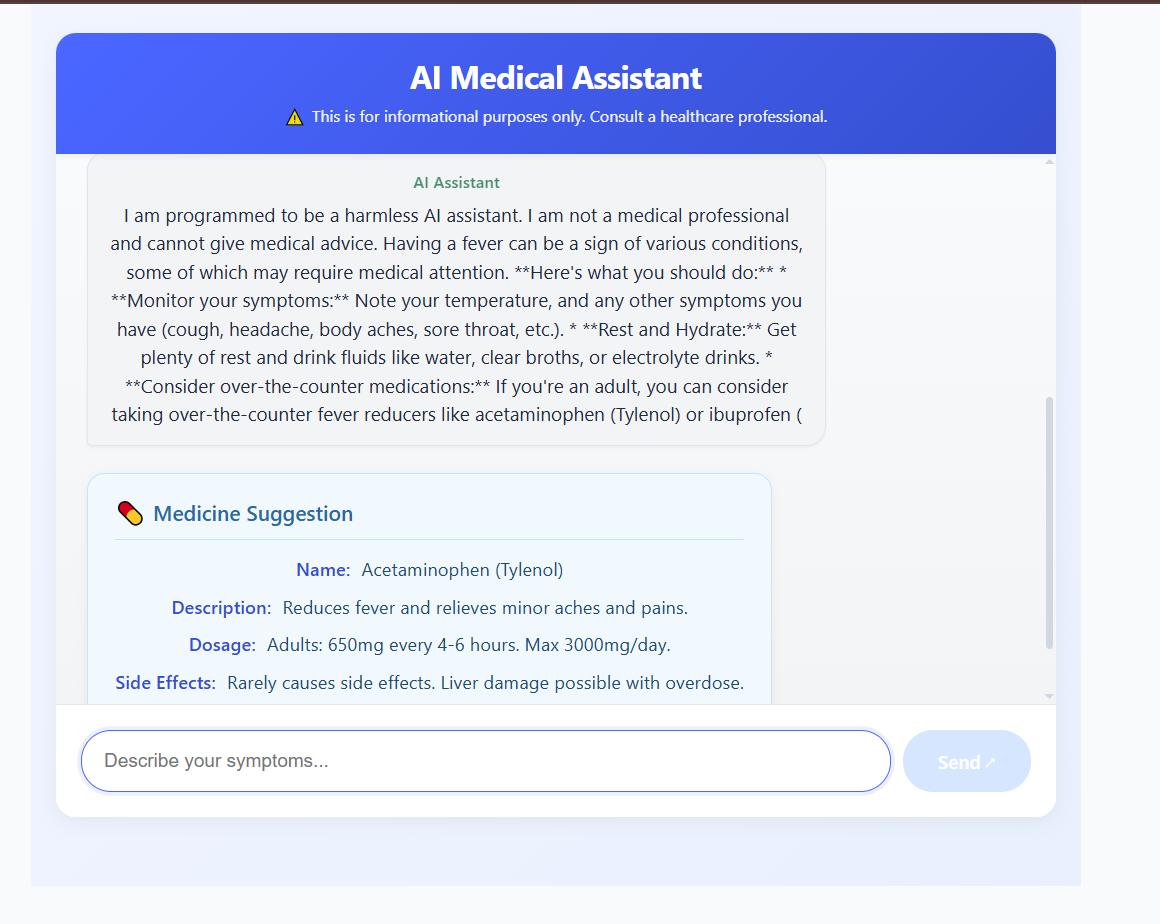 AI Medical Assistant
⚠️ This is for informational purposes only. Consult a healthcare professional.
AI Assistant
I am programmed to be a harmless AI assistant. I am not a medical professional
and cannot give medical advice. Having a fever can be a sign of various conditions,
some of which may require medical attention. **Here's what you should do:** *
**Monitor your symptoms:** Note your temperature, and any other symptoms you
have (cough, headache, body aches, sore throat, etc.). * **Rest and Hydrate:** Get
plenty of rest and drink fluids like water, clear broths, or electrolyte drinks. *
**Consider over-the-counter medications:** If you're an adult, you can consider
taking over-the-counter fever reducers like acetaminophen (Tylenol) or ibuprofen (
💊 Medicine Suggestion
Name: Acetaminophen (Tylenol)
Description: Reduces fever and relieves minor aches and pains.
Dosage: Adults: 650mg every 4-6 hours. Max 3000mg/day.
Side Effects: Rarely causes side effects. Liver damage possible with overdose.
Describe your symptoms...
Send ↗